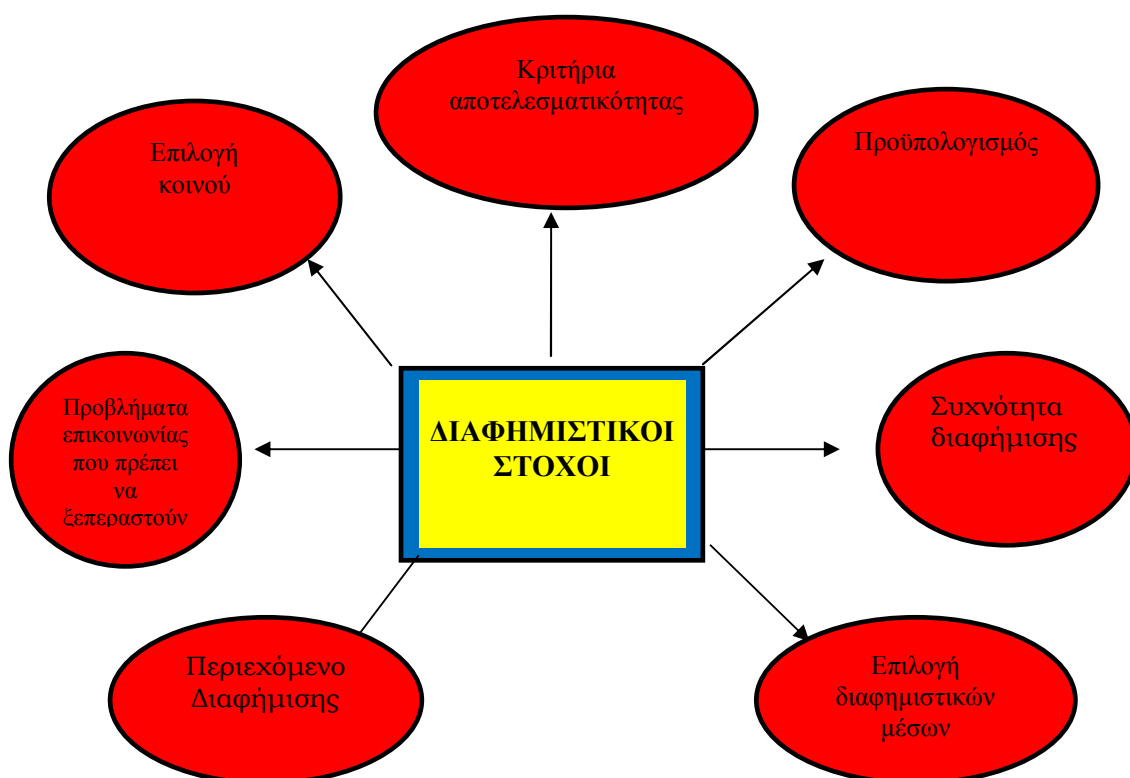 Κριτήρια
αποτελεσματικότητας
Επιλογή
κοινού
Προϋπολογισμός
Προβλήματα
επικοινωνίας
που πρέπει
να
ξεπεραστούν
ΔΙΑΦΗΜΙΣΤΙΚΟΙ
ΣΤΟΧΟΙ
Συχνότητα
διαφήμισης
Περιεχόμενο
Διαφήμισης
Επιλογή
διαφημιστικών
μέσων